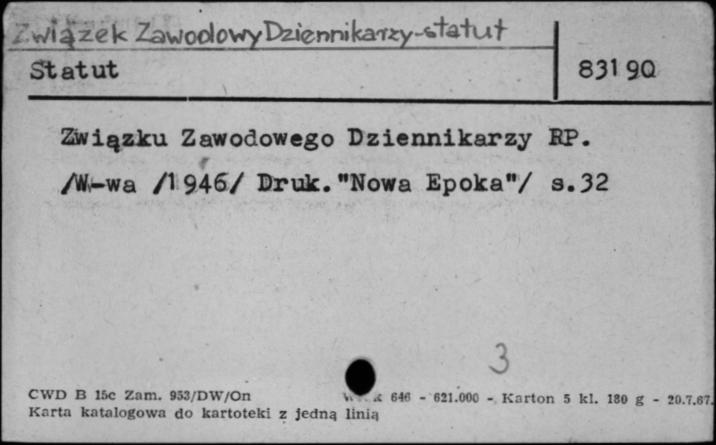 Związek Zawodowy Dziennikarzy-statut
Statut
8319Q
Związku Zawodowego Dziennikarzy RP.
/W-wa /1946/ Druk."Nowa Epoka"/ s.32
3
CWD B 15c Zam. 953/DW/On 646 - 621.000 - Karton 5 kl. 180 g - 20.7.67.
Karta katalogowa do kartoteki z jedną linią